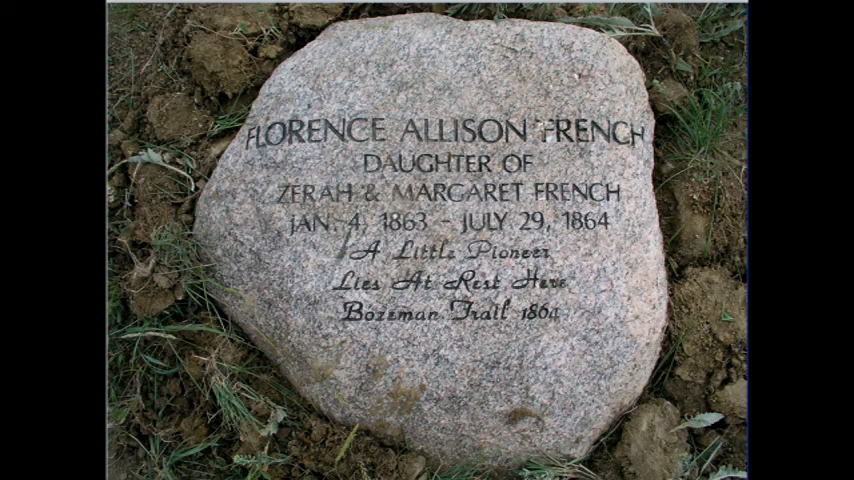 FLORENCE ALLISON FRENCH
DAUGHTER OF
ZERAH & MARGARET FRENCH
JAN. 4, 1863 - JULY 29, 1864
A Little Pioneer
Lies At Rest Here
Bozeman Trail 1864